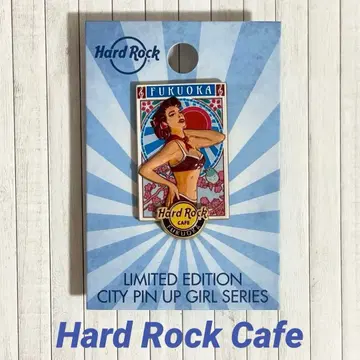 Hard Rock
FUKUOKA
Hard Rock
CAFE
FUKUOKA
LIMITED EDITION
CITY PIN UP GIRL SERIES
Hard Rock Cafe